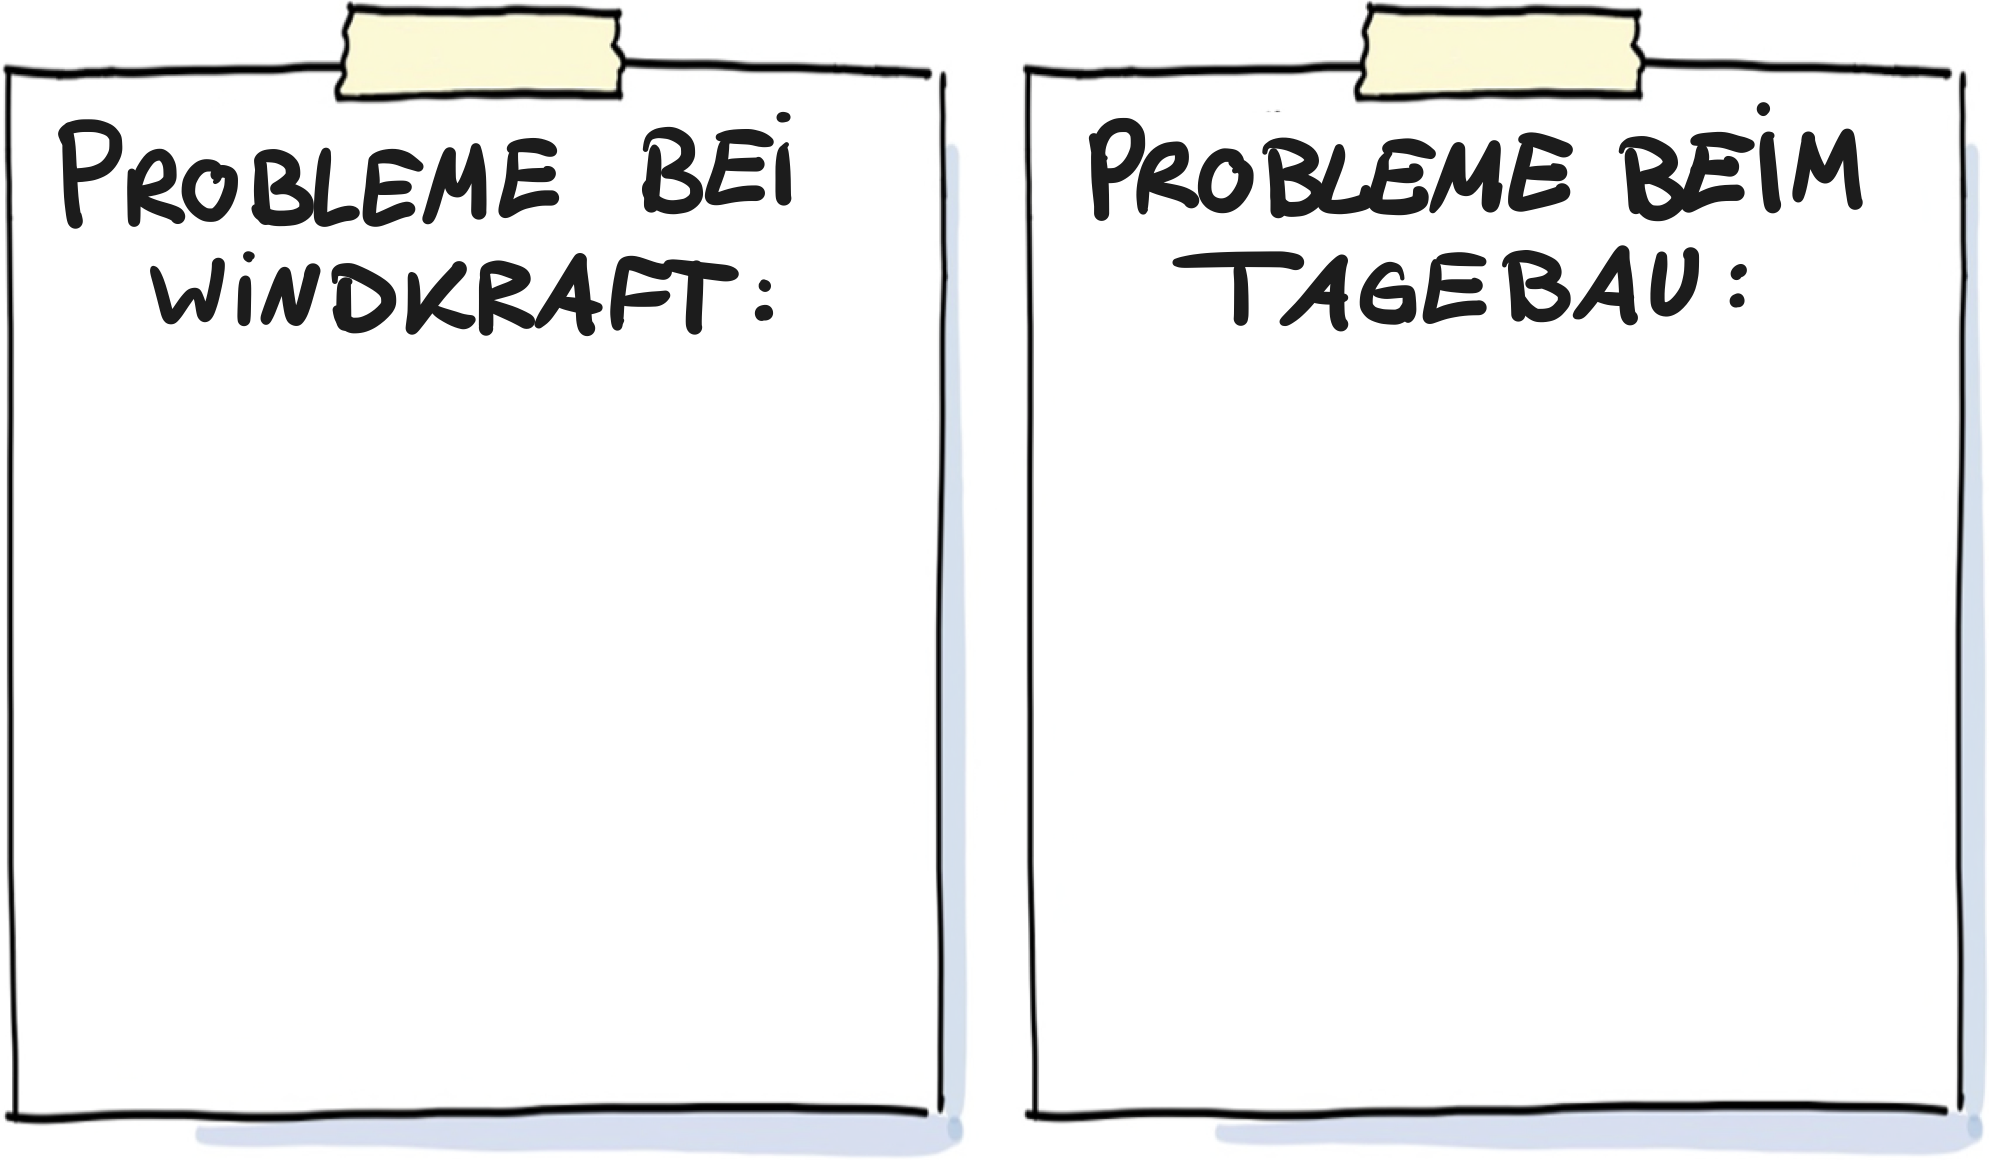 PROBLEME BEI
WINDKRAFT:
PROBLEME BEIM
TAGEBAU: